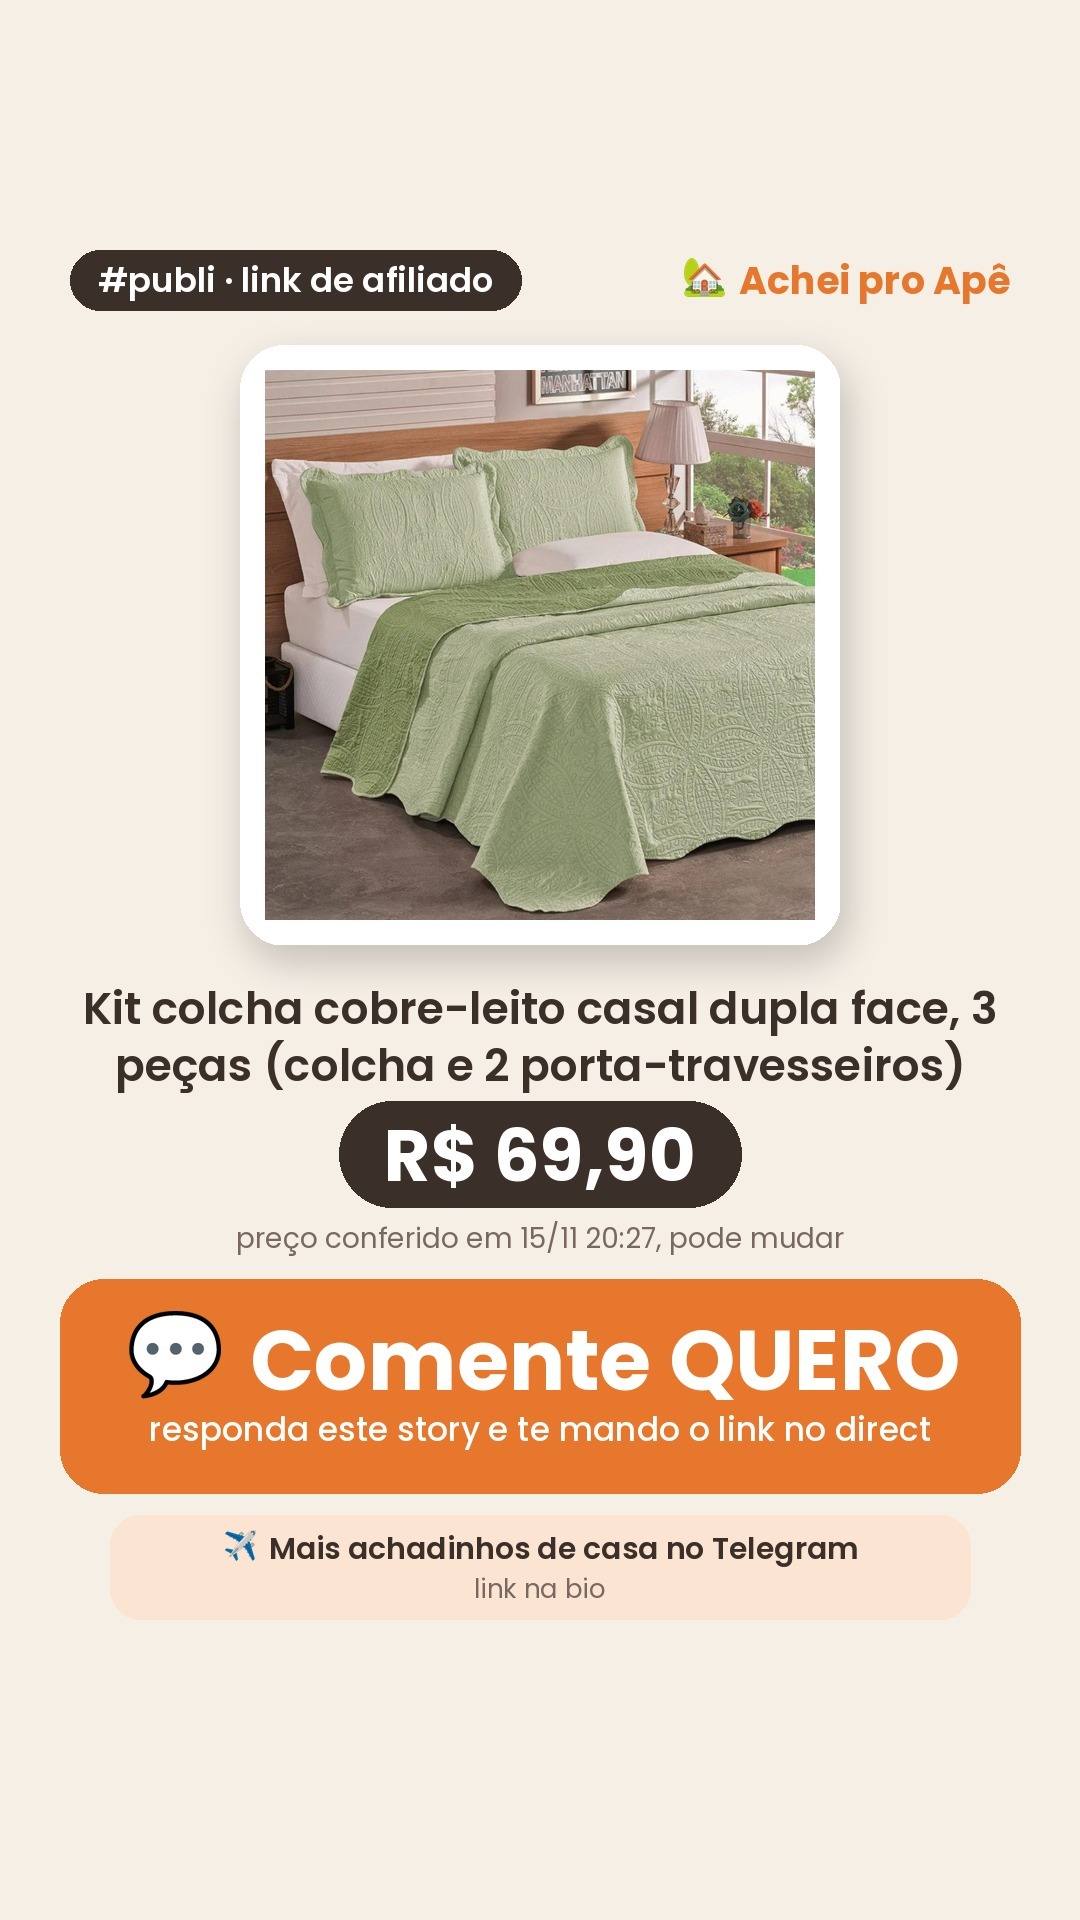 #publi · link de afiliado
🏡 Achei pro Apê
MANHATTAN
Kit colcha cobre-leito casal dupla face, 3
peças (colcha e 2 porta-travesseiros)
R$ 69,90
preço conferido em 15/11 20:27, pode mudar
💬 Comente QUERO
responda este story e te mando o link no direct
✈️ Mais achadinhos de casa no Telegram
link na bio